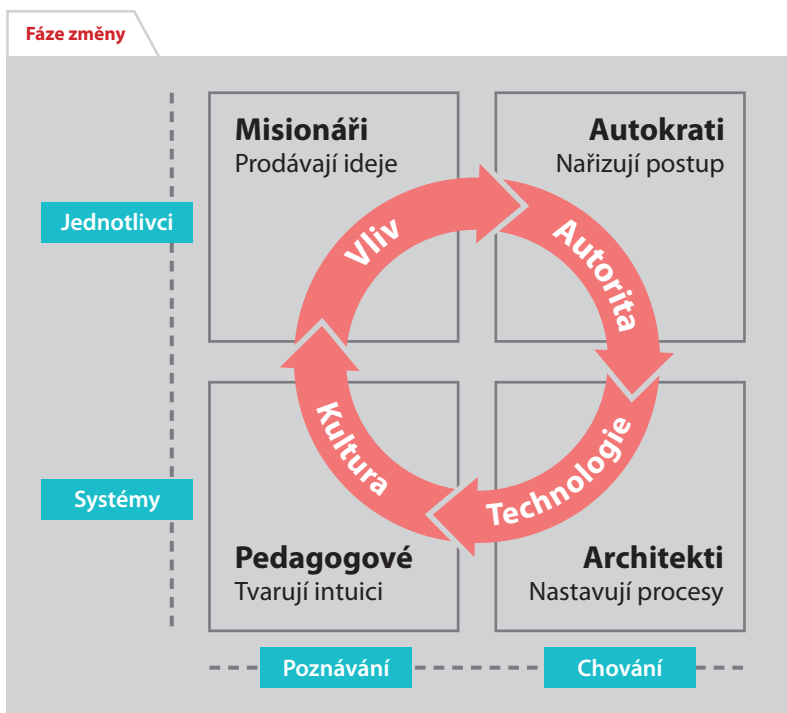 Fáze změny
Misionáři
Prodávají ideje
Autokrati
Nařizují postup
Jednotlivci
Vliv
Autorita
Kultura
Technologie
Systémy
Pedagogové
Tvarují intuici
Architekti
Nastavují procesy
Poznávání
Chování